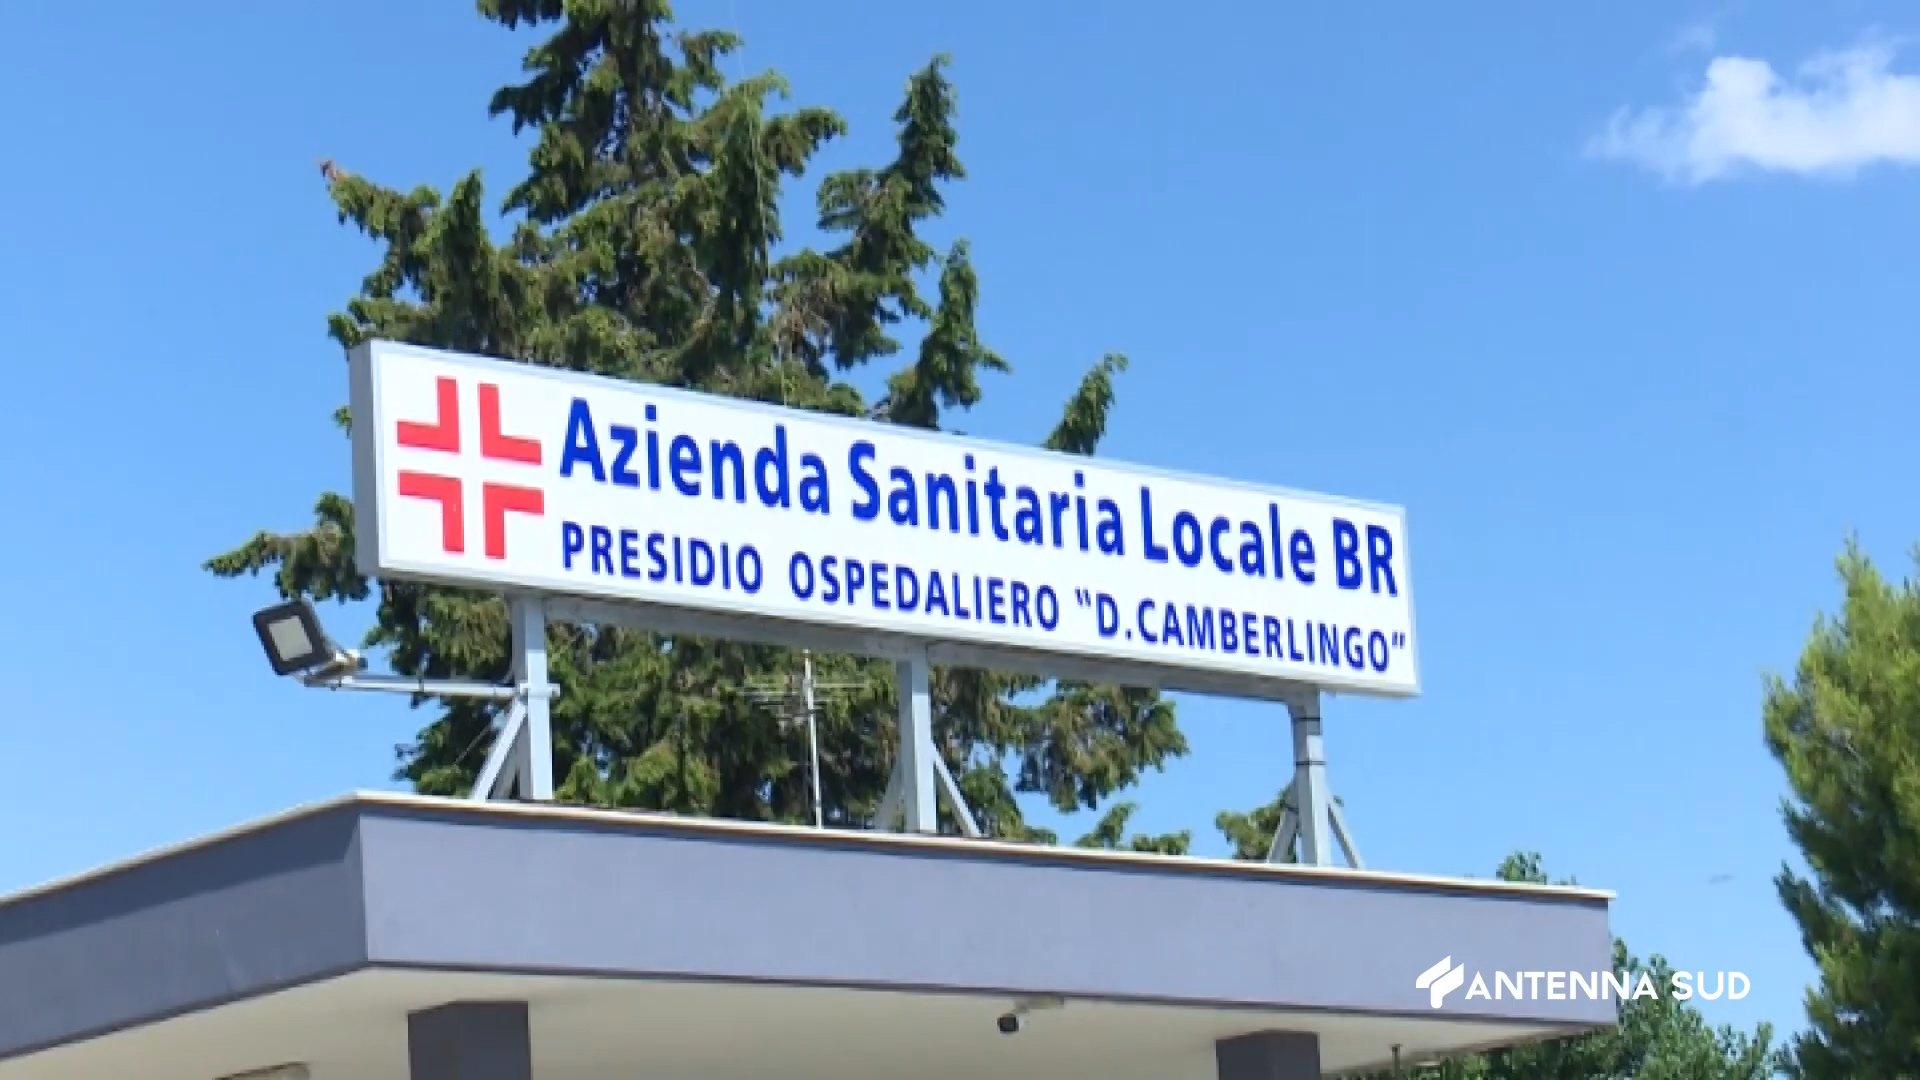 Azienda Sanitaria Locale BR
PRESIDIO OSPEDALIERO "D.CAMBERLINGO"
ANTENNA SUD